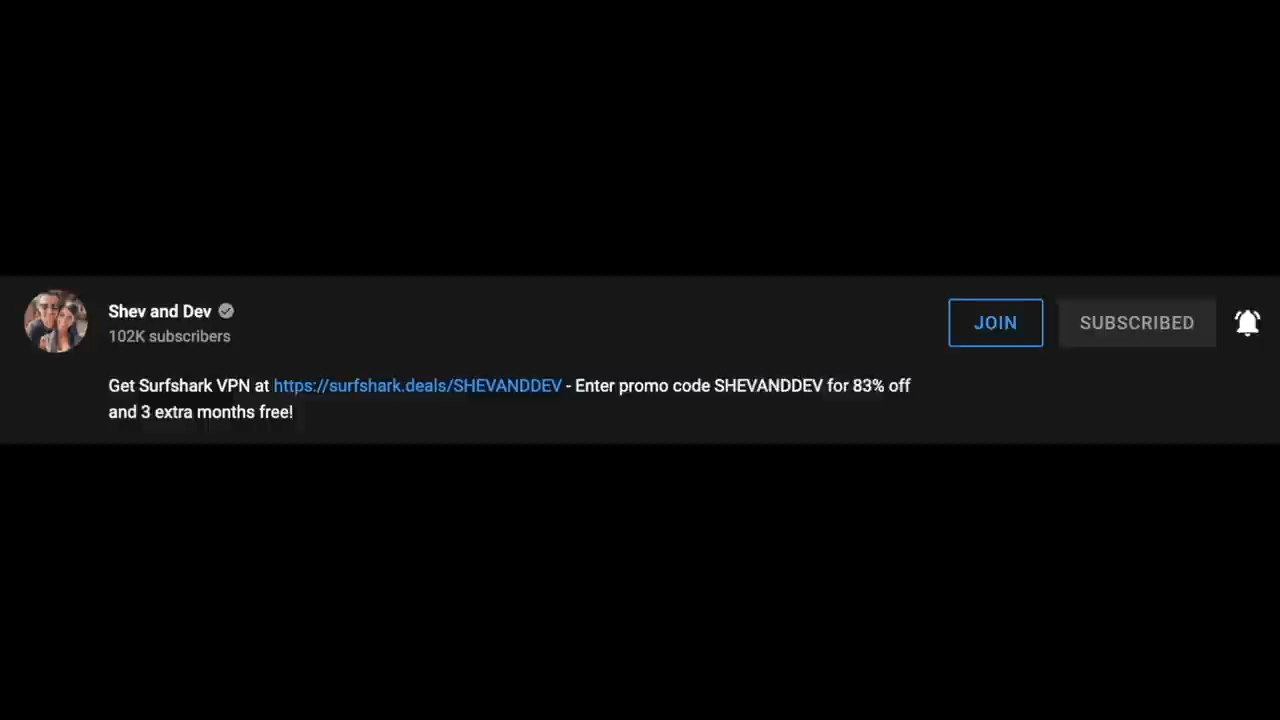 Shev and Dev
102K subscribers
JOIN
SUBSCRIBED
Get Surfshark VPN at https://surfshark.deals/SHEVANDDEV - Enter promo code SHEVANDDEV for 83% off
and 3 extra months free!